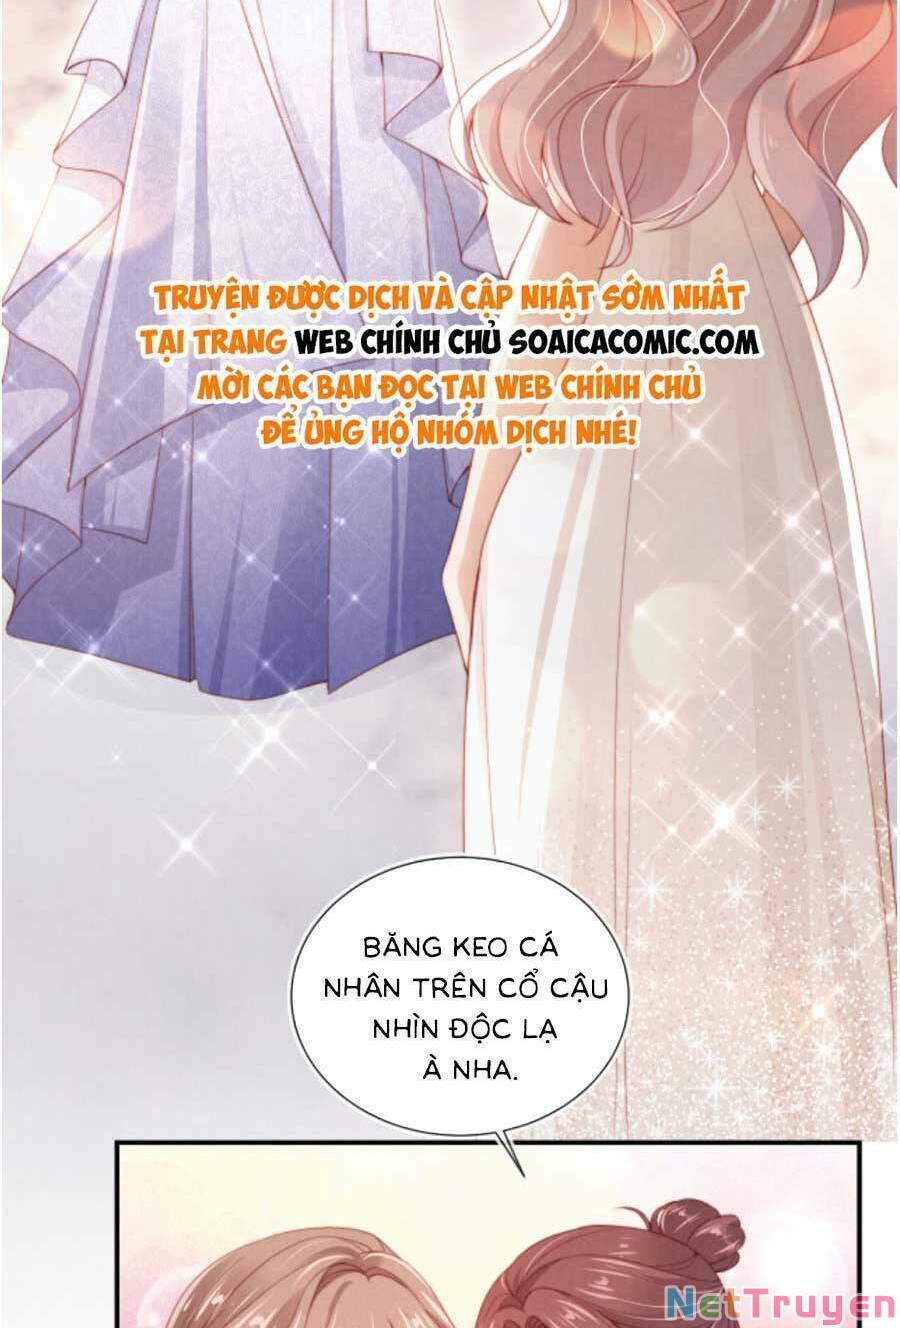 TRUYỆN ĐƯỢC DỊCH VÀ CẬP NHẬT SỚM NHẤT
TẠI TRANG WEB CHÍNH CHỦ SOAICACOMIC.COM
MỜI CÁC BẠN ĐỌC TẠI WEB CHÍNH CHỦ
ĐỂ ỦNG HỘ NHÓM DỊCH NHÉ!
BĂNG KEO CÁ
NHÂN TRÊN CỔ CẬU
NHÌN ĐỘC LẠ
À NHA.
NetTruyen